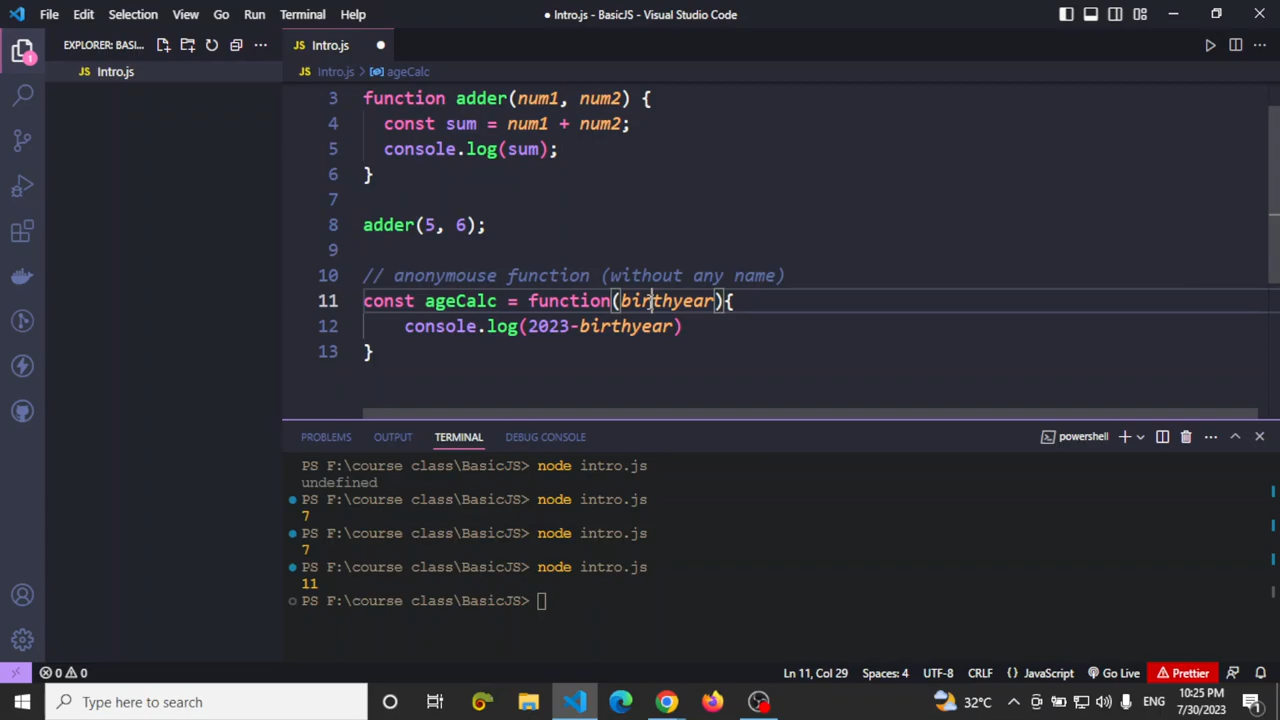 File Edit Selection View Go Run Terminal Help
● Intro.js - BasicJS - Visual Studio Code
EXPLORER: BASI...
JS Intro.js
1
JS Intro.js
JS Intro.js > ageCalc
3 function adder(num1, num2) {
4 const sum = num1 + num2;
5 console.log(sum);
6 }
7
8 adder(5, 6);
9
10 // anonymouse function (without any name)
11 const ageCalc = function(birthyear){
12 console.log(2023-birthyear)
13 }
PROBLEMS OUTPUT TERMINAL DEBUG CONSOLE
powershell
PS F:\course class\BasicJS> node intro.js
undefined
PS F:\course class\BasicJS> node intro.js
7
PS F:\course class\BasicJS> node intro.js
7
PS F:\course class\BasicJS> node intro.js
11
PS F:\course class\BasicJS>
0 0
Ln 11, Col 29 Spaces: 4 UTF-8 CRLF {} JavaScript Go Live Prettier
Type here to search
32°C
ENG
10:25 PM
7/30/2023
1